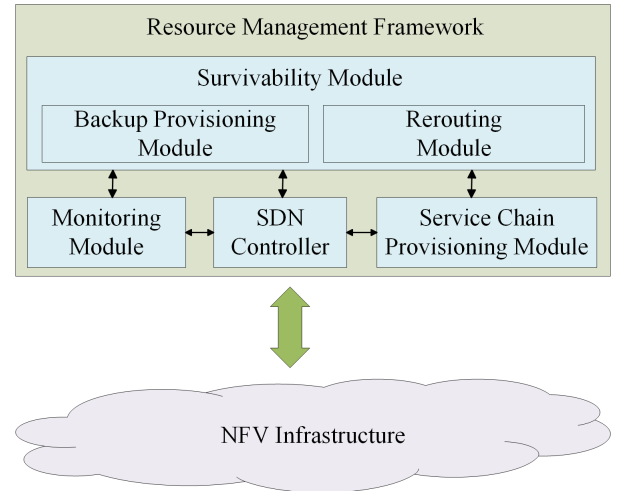 Resource Management Framework
Survivability Module
Backup Provisioning
Module
Rerouting
Module
Monitoring
Module
SDN
Controller
Service Chain
Provisioning Module
NFV Infrastructure